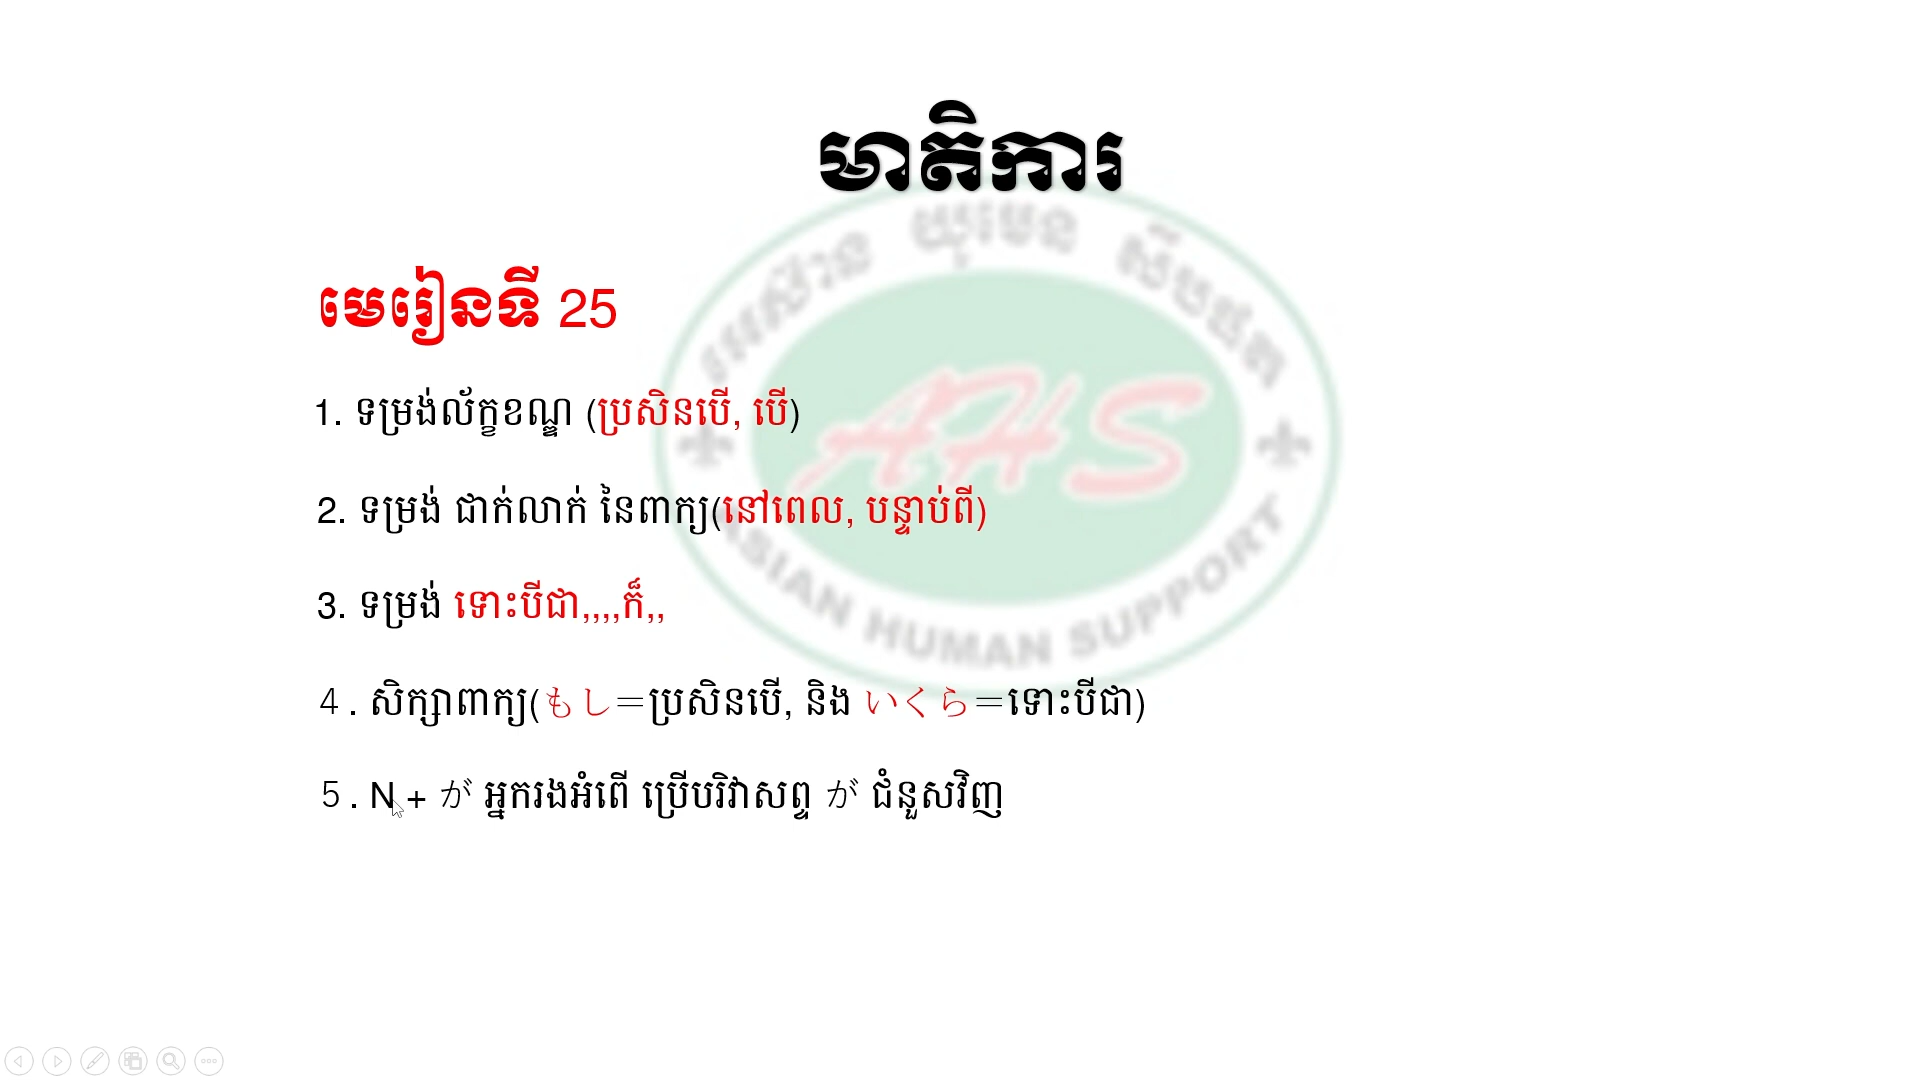 មាតិការ
មេរៀនទី 25
1. ទម្រង់ល័ក្ខខណ្ឌ (ប្រសិនបើ, បើ)
2. ទម្រង់ ជាក់លាក់ នៃពាក្យ(នៅពេល, បន្ទាប់ពី)
3. ទម្រង់ ទោះបីជា,,,,ក៏,,
４. សិក្សាពាក្យ(もし＝ប្រសិនបើ, និង いくら＝ទោះបីជា)
５. N + が អ្នករងអំពើ ប្រើបរិវាសព្ទ が ជំនួសវិញ
AHS
ASIAN HUMAN SUPPORT